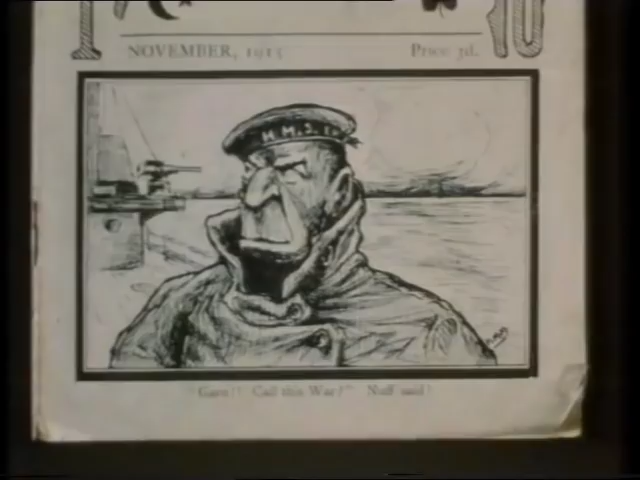 NOVEMBER, 1915 Price 3d.
H.M.S.
"Garn!! Call this War!" Nuff said!